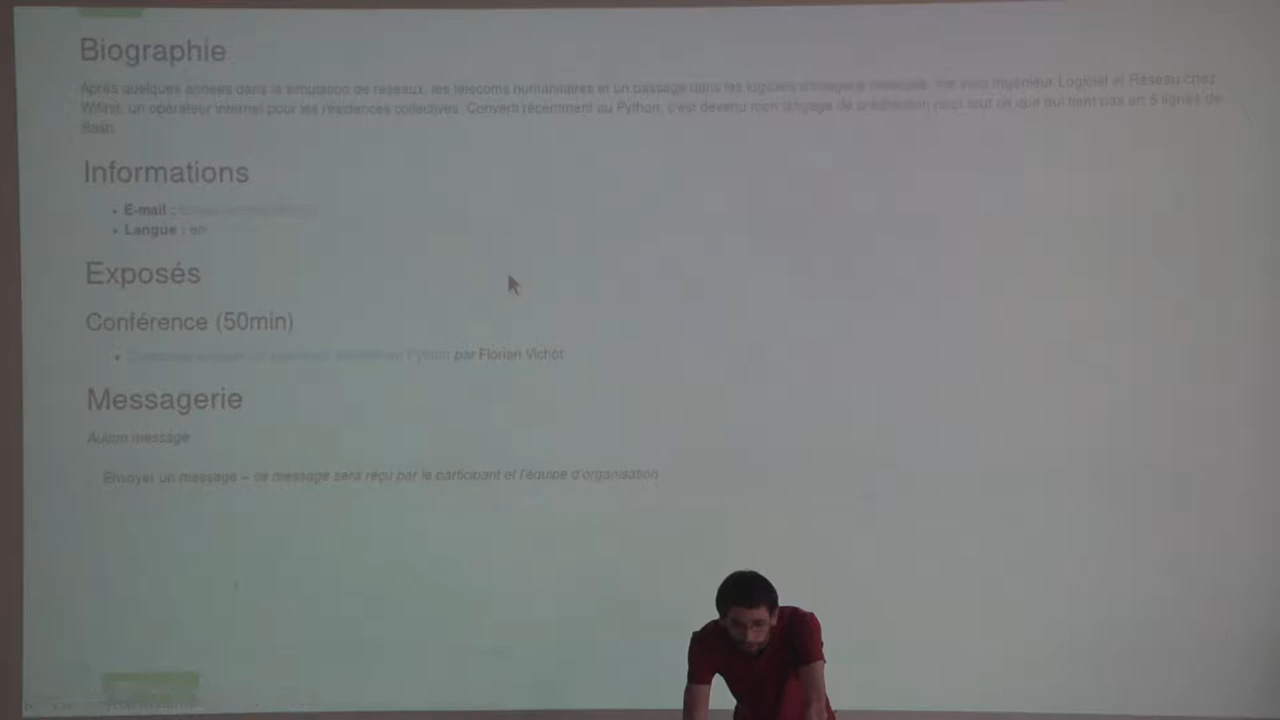 Biographie
Après quelques années dans la simulation de réseaux, les télécoms humanitaires et un passage dans les logiciels d'imagerie médicale, me voici ingénieur Logiciel et Réseau chez
Wifirst, un opérateur internet pour les résidences collectives. Converti récemment au Python, c'est devenu mon langage de prédilection pour tout ce que qui tient pas en 5 lignes de
Bash.
Informations
• E-mail :
• Langue : en
Exposés
Conférence (50min)
• Python par Florian Vichot
Messagerie
Aucun message
Envoyer un message – ce message sera reçu par le participant et l'équipe d'organisation